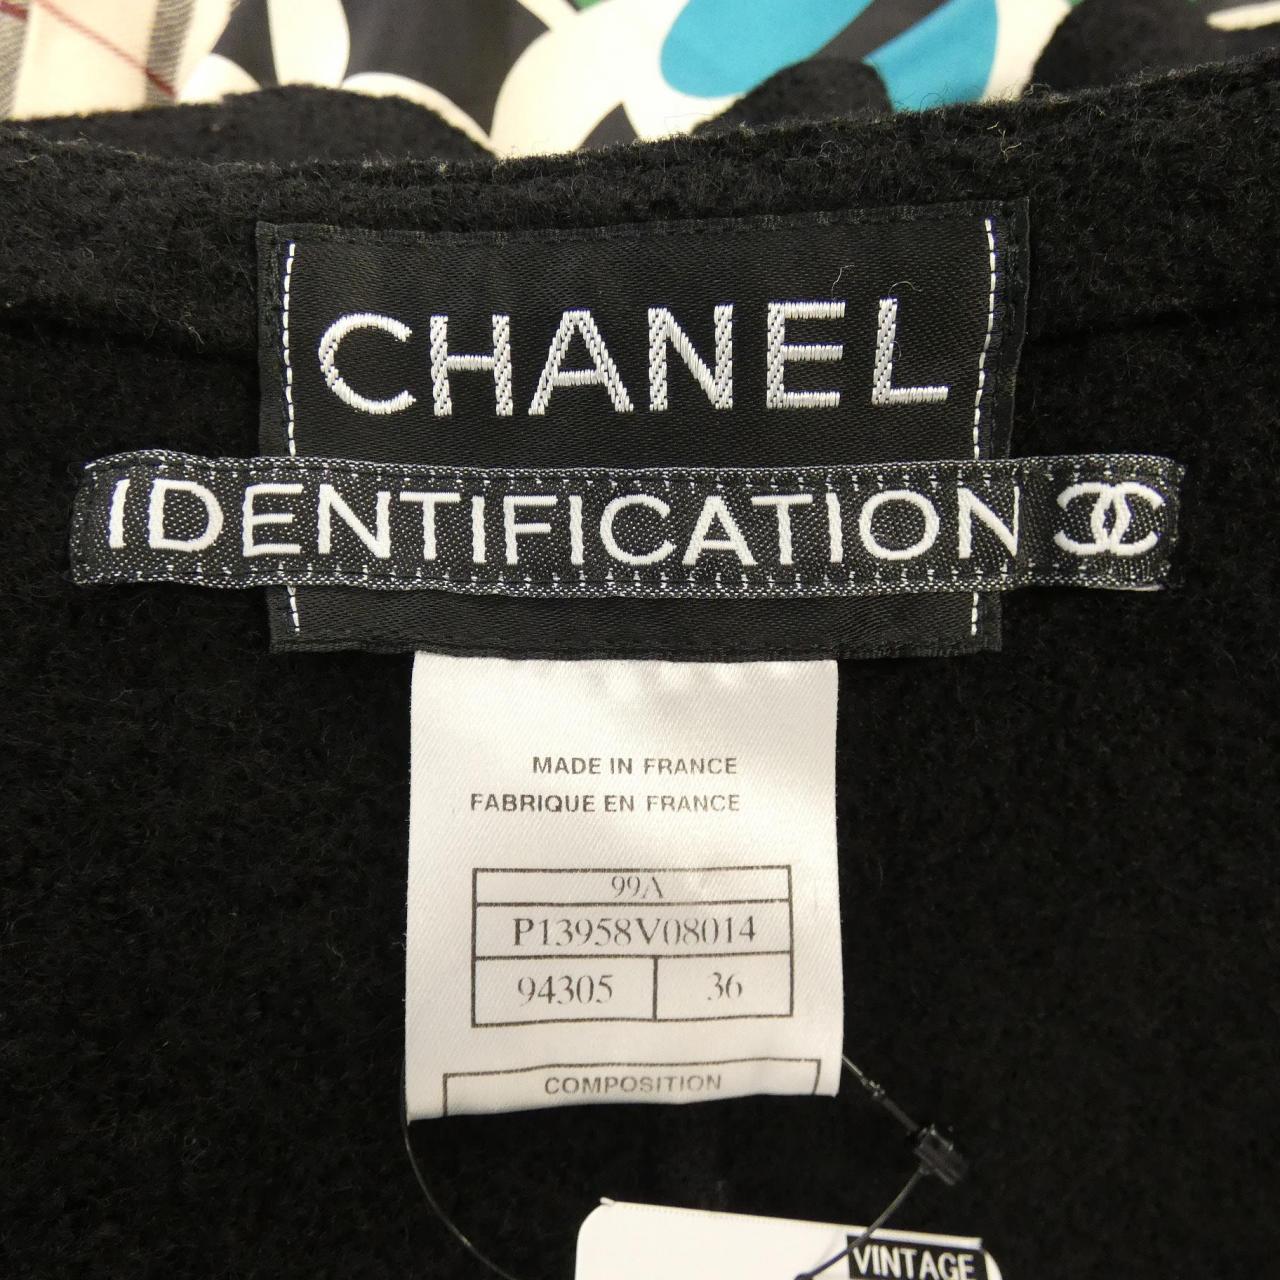 CHANEL
IDENTIFICATION
MADE IN FRANCE
FABRIQUE EN FRANCE
99A
P13958V08014
94305 36
COMPOSITION
VINTAGE